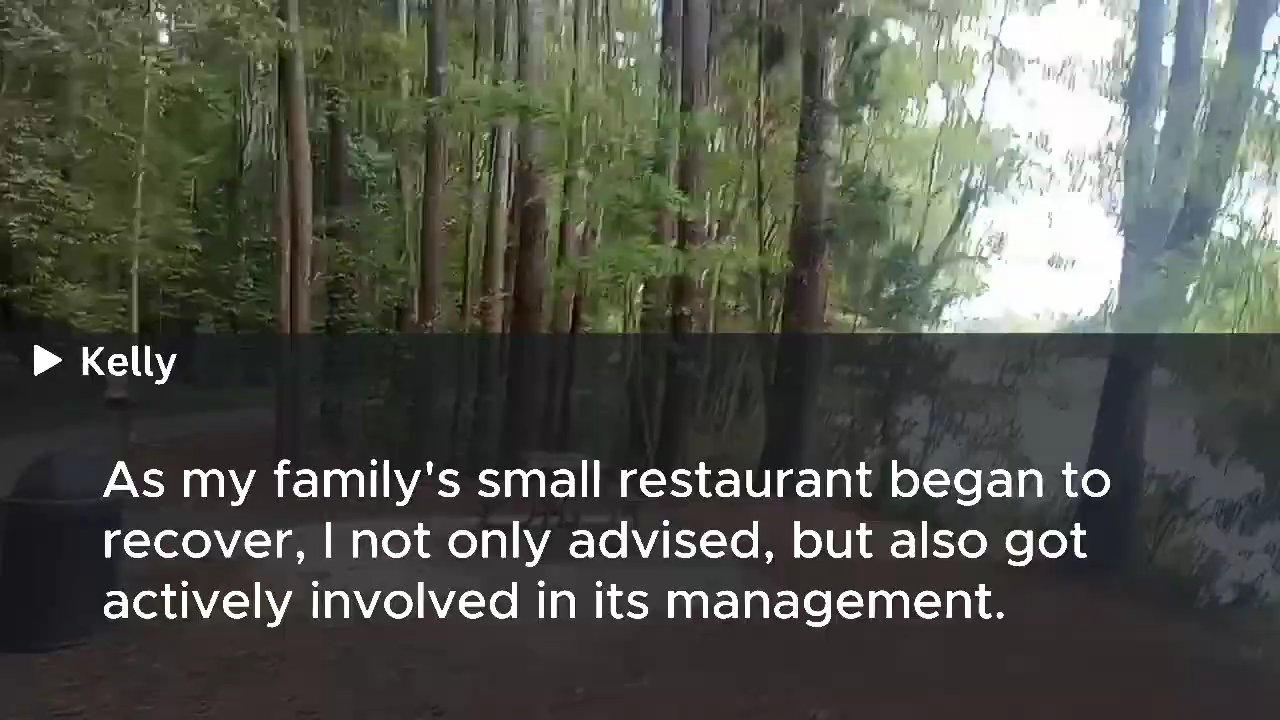 Kelly
As my family's small restaurant began to
recover, I not only advised, but also got
actively involved in its management.